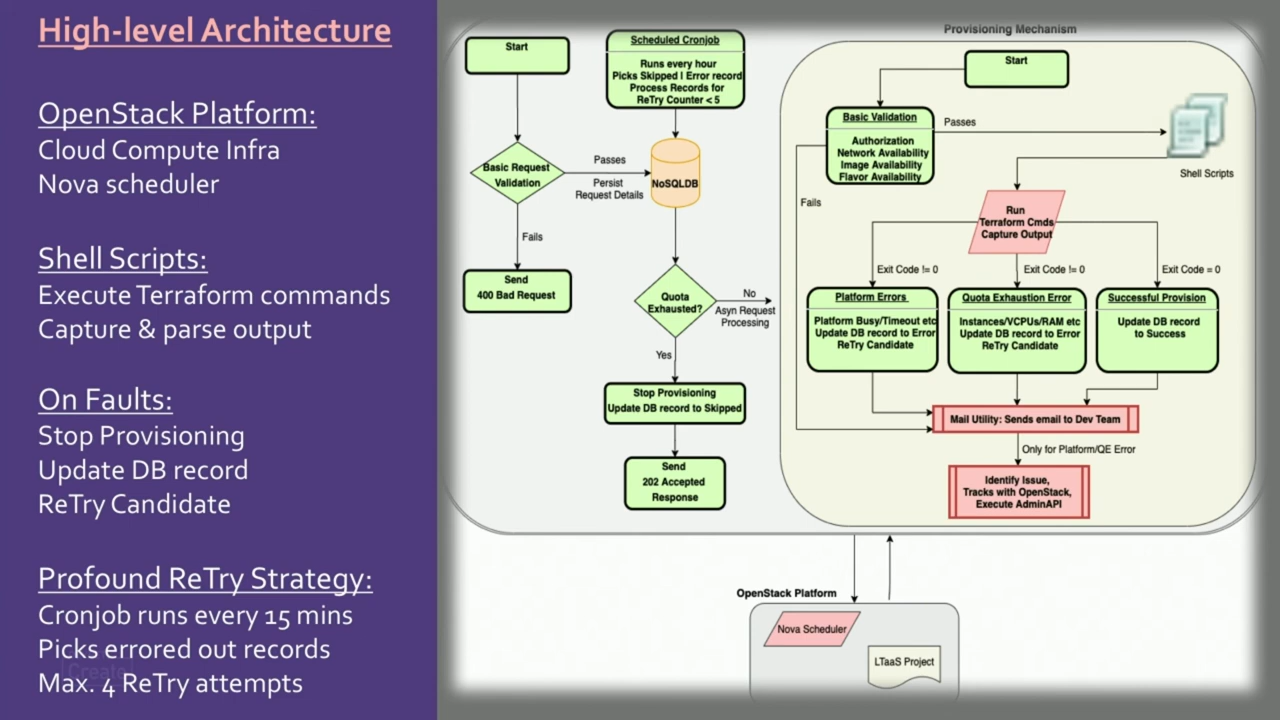 High-level Architecture
OpenStack Platform:
Cloud Compute Infra
Nova scheduler
Shell Scripts:
Execute Terraform commands
Capture & parse output
On Faults:
Stop Provisioning
Update DB record
ReTry Candidate
Profound ReTry Strategy:
Cronjob runs every 15 mins
Picks errored out records
Create
Max. 4 ReTry attempts
Start
Basic Request
Validation
Passes
Persist
Request Details
Fails
Send
400 Bad Request
Scheduled Cronjob
Runs every hour
Picks Skipped | Error record
Process Records for
ReTry Counter < 5
NoSQLDB
Quota
Exhausted?
No
Asyn Request
Processing
Yes
Stop Provisioning
Update DB record to Skipped
Send
202 Accepted
Response
Provisioning Mechanism
Start
Basic Validation
Authorization
Network Availability
Image Availability
Flavor Availability
Passes
Shell Scripts
Fails
Run
Terraform Cmds
Capture Output
Exit Code != 0
Exit Code != 0
Exit Code = 0
Platform Errors
Platform Busy/Timeout etc
Update DB record to Error
ReTry Candidate
Quota Exhaustion Error
Instances/VCPUs/RAM etc
Update DB record to Error
ReTry Candidate
Successful Provision
Update DB record
to Success
Mail Utility: Sends email to Dev Team
Only for Platform/QE Error
Identify Issue,
Tracks with OpenStack,
Execute AdminAPI
OpenStack Platform
Nova Scheduler
LTaaS Project